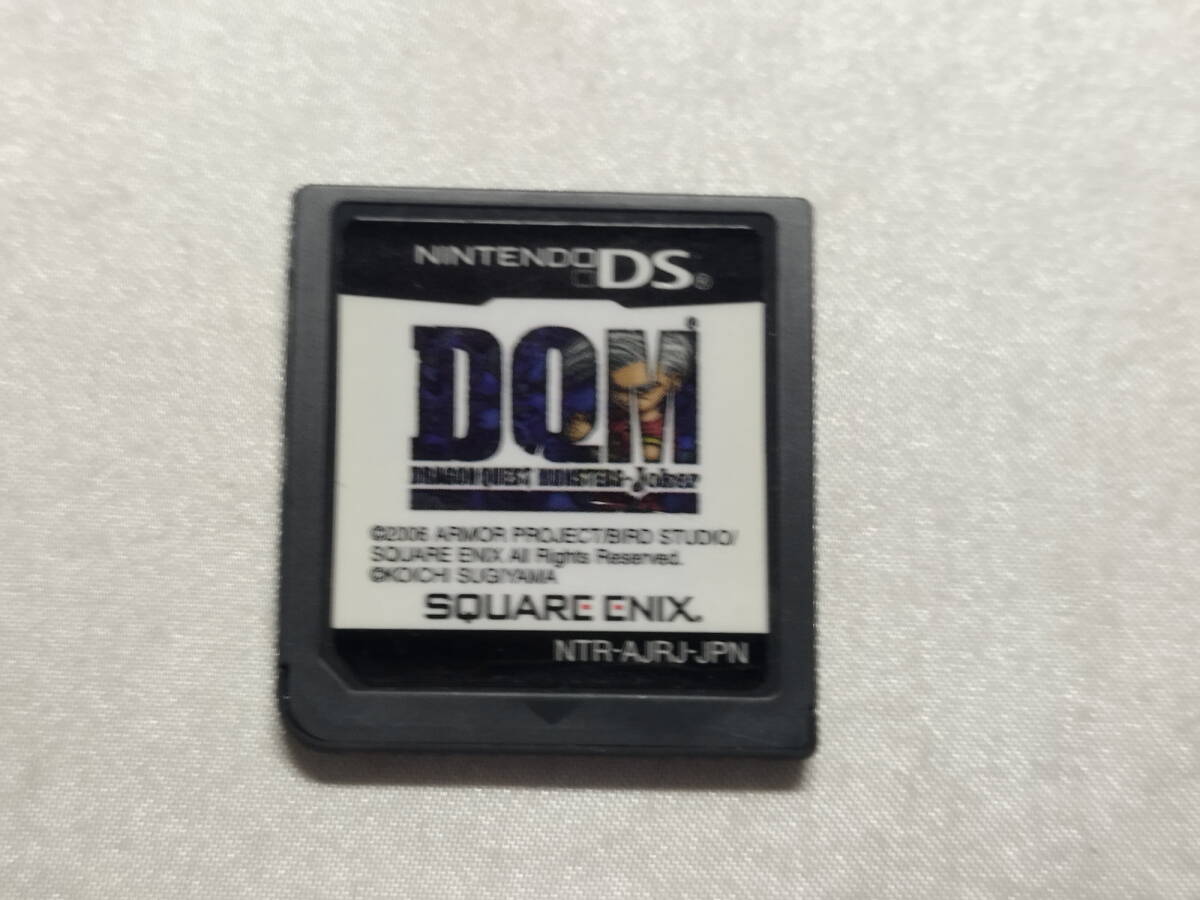 NINTENDO DS®
DQM®
DRAGON QUEST MONSTERS-Joker
©2006 ARMOR PROJECT/BIRD STUDIO/
SQUARE ENIX All Rights Reserved.
©KOICHI SUGIYAMA
SQUARE ENIX.
NTR-AJRJ-JPN